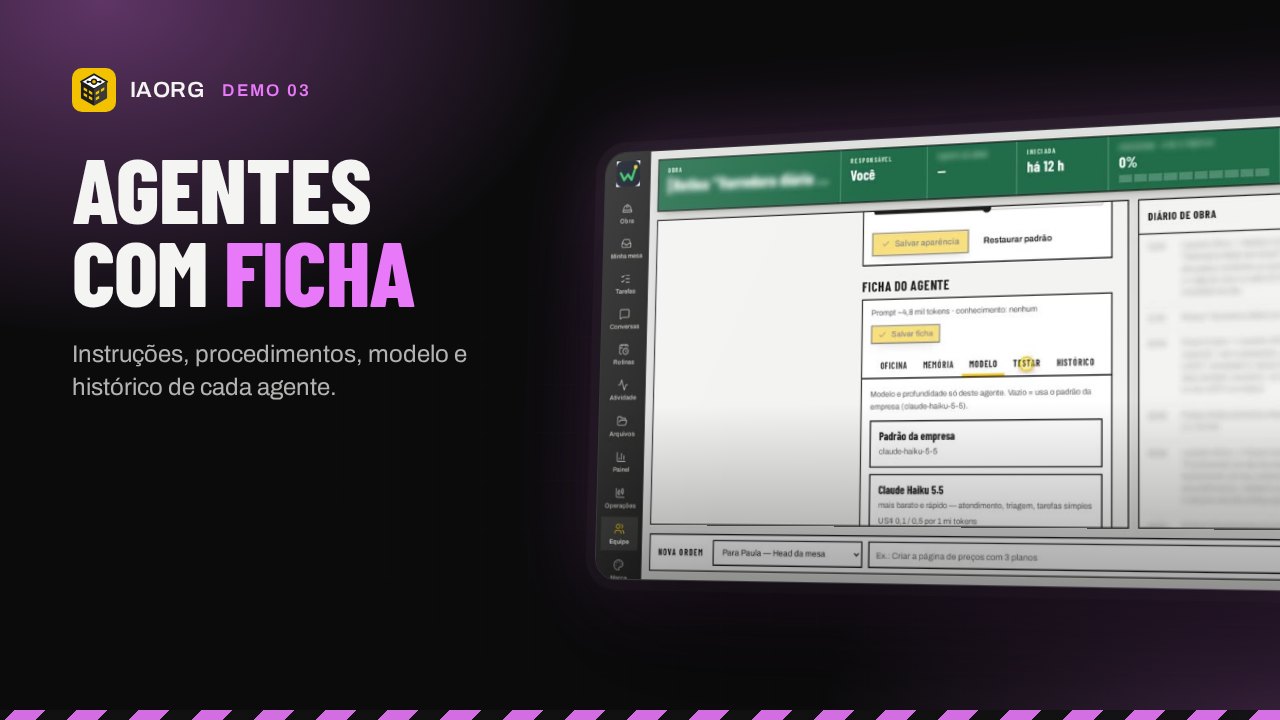 IAORG DEMO 03
AGENTES
COM FICHA
Instruções, procedimentos, modelo e
histórico de cada agente.
OBRA
RESPONSÁVEL
Você
—
INICIADA
há 12 h
0%
Obra
Minha mesa
Tarefas
Conversas
Rotinas
Atividade
Arquivos
Painel
Operações
Equipe
Marca
Salvar aparência
Restaurar padrão
FICHA DO AGENTE
Prompt ~4,8 mil tokens · conhecimento: nenhum
Salvar ficha
OFICINA MEMÓRIA MODELO TESTAR HISTÓRICO
Modelo e profundidade só deste agente. Vazio = usa o padrão da
empresa (claude-haiku-5-5).
Padrão da empresa
claude-haiku-5-5
Claude Haiku 5.5
mais barato e rápido — atendimento, triagem, tarefas simples
US$ 0,1 / 0,5 por 1 mi tokens
DIÁRIO DE OBRA
NOVA ORDEM
Para Paula — Head da mesa
Ex.: Criar a página de preços com 3 planos